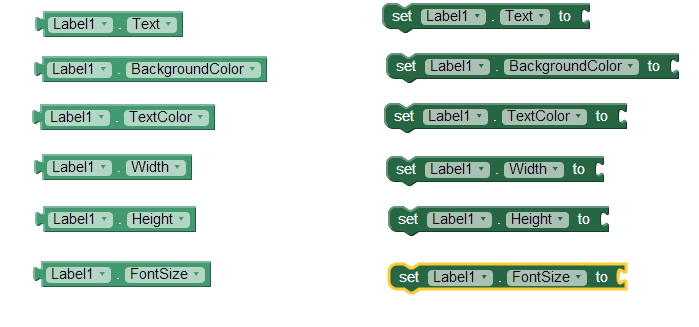 Label1 . Text
set Label1 . Text to
Label1 . BackgroundColor
set Label1 . BackgroundColor to
Label1 . TextColor
set Label1 . TextColor to
Label1 . Width
set Label1 . Width to
Label1 . Height
set Label1 . Height to
Label1 . FontSize
set Label1 . FontSize to